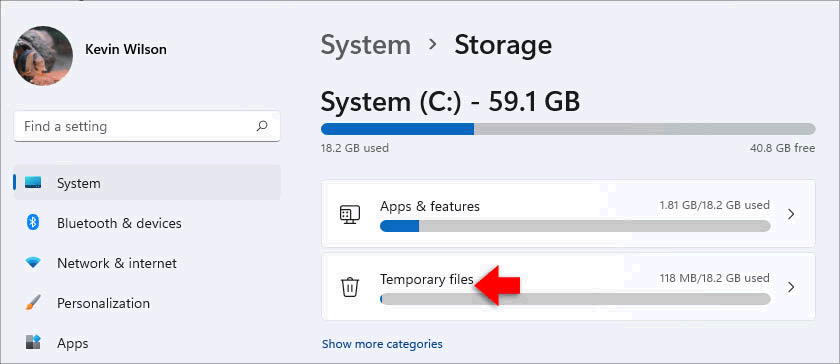 Kevin Wilson
Find a setting
System
Bluetooth & devices
Network & internet
Personalization
Apps
System > Storage
System (C:) - 59.1 GB
18.2 GB used 40.8 GB free
Apps & features 1.81 GB/18.2 GB used
Temporary files 118 MB/18.2 GB used
Show more categories